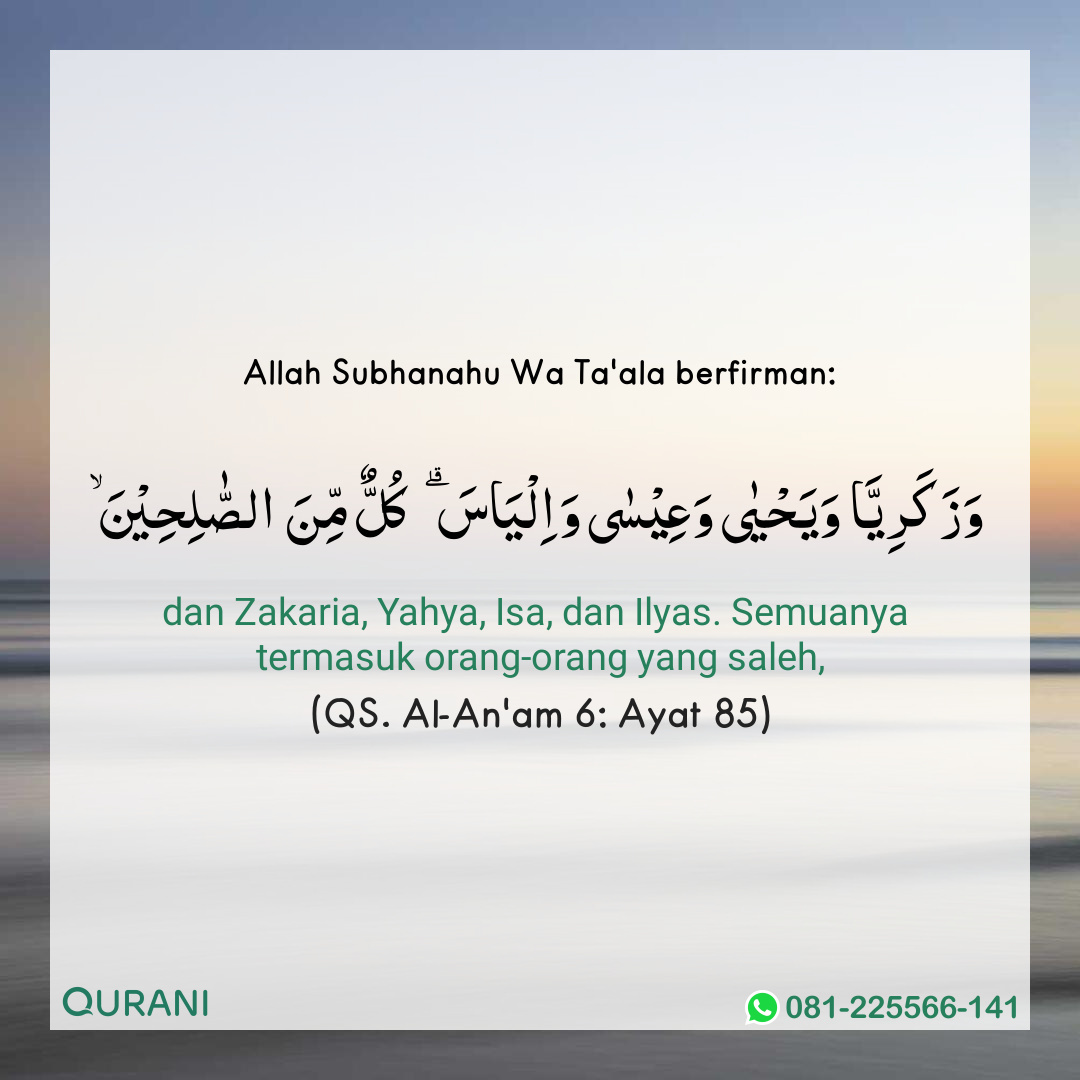 Allah Subhanahu Wa Ta'ala berfirman:
وَزَكَرِيَّا وَيَحْيٰى وَعِيْسٰى وَاِلْيَاسَۗ كُلٌّ مِّنَ الصّٰلِحِيْنَۙ
dan Zakaria, Yahya, Isa, dan Ilyas. Semuanya
termasuk orang-orang yang saleh,
(QS. Al-An'am 6: Ayat 85)
QURANI
081-225566-141